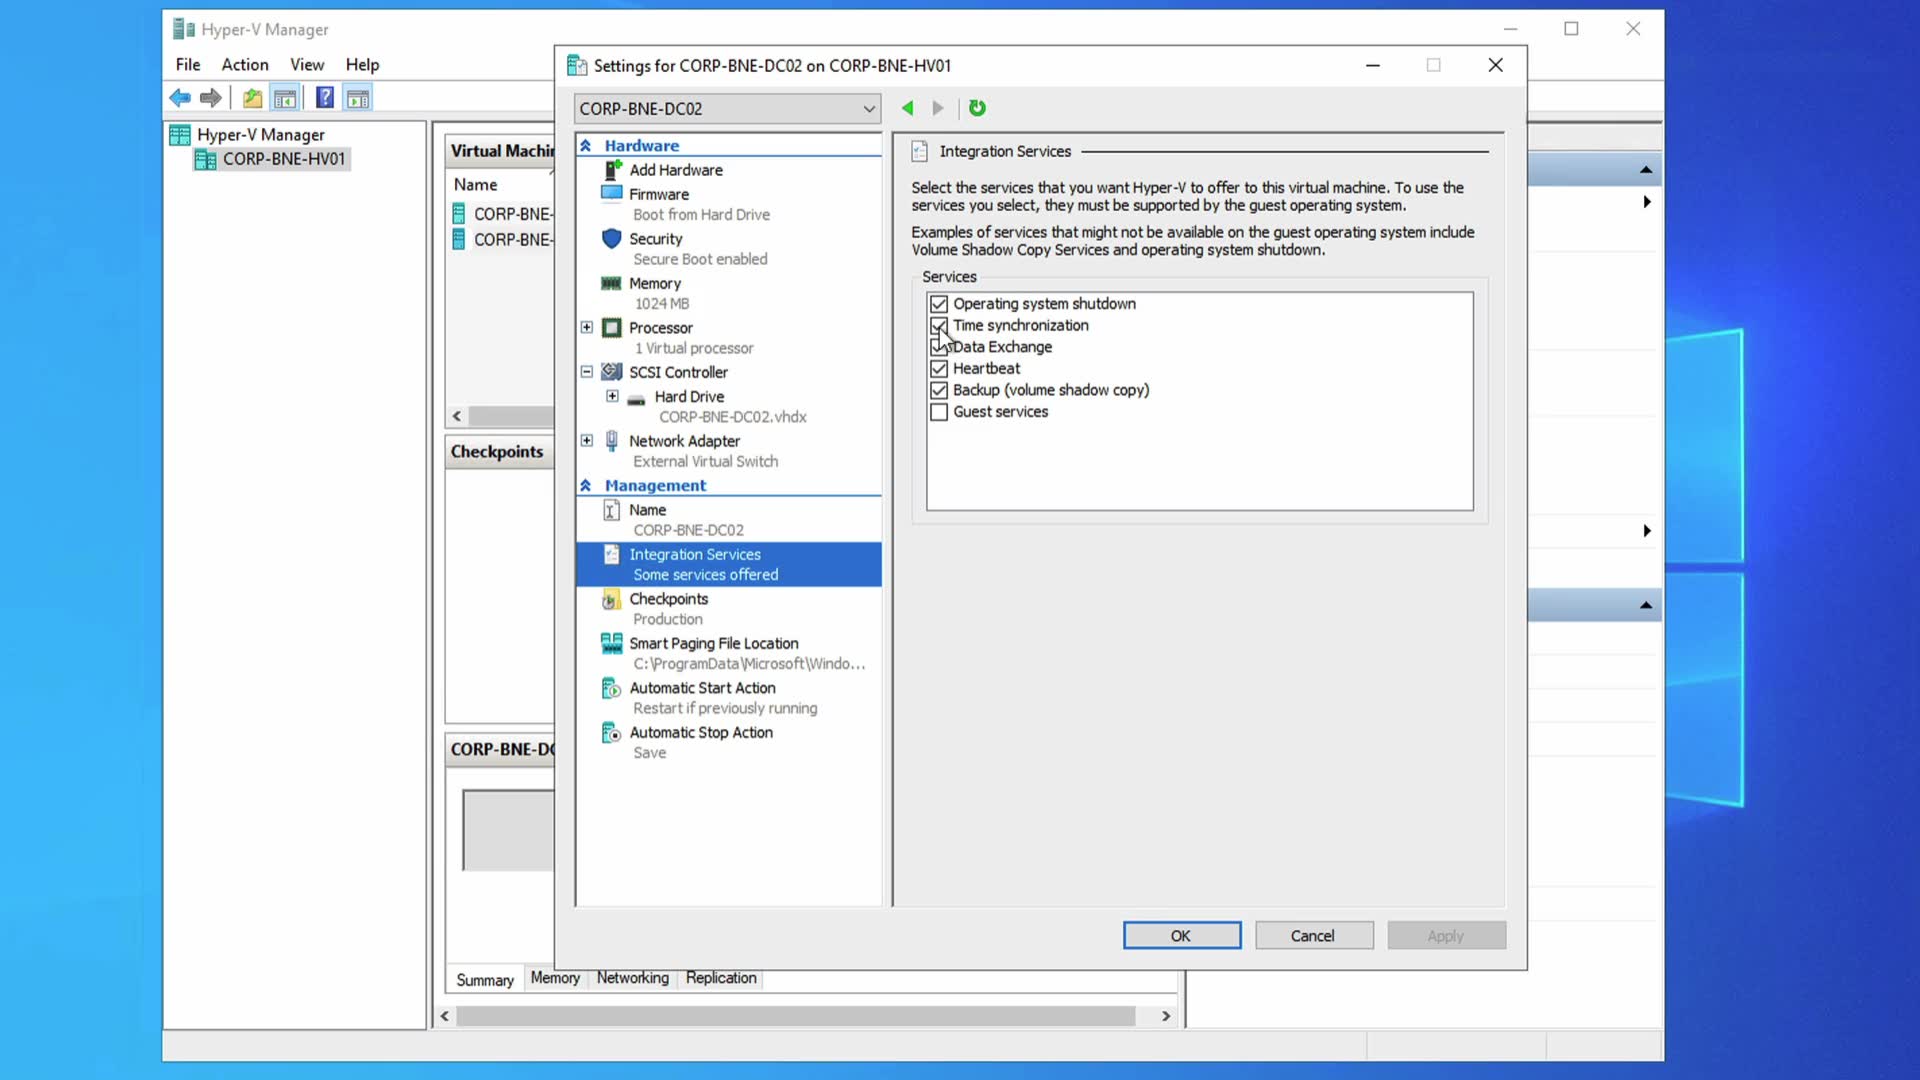 Hyper-V Manager
File Action View Help
Hyper-V Manager
CORP-BNE-HV01
Virtual Machin
Name
CORP-BNE-
CORP-BNE-
Checkpoints
CORP-BNE-DC
Summary Memory Networking Replication
Settings for CORP-BNE-DC02 on CORP-BNE-HV01
CORP-BNE-DC02
Hardware
Add Hardware
Firmware
Boot from Hard Drive
Security
Secure Boot enabled
Memory
1024 MB
Processor
1 Virtual processor
SCSI Controller
Hard Drive
CORP-BNE-DC02.vhdx
Network Adapter
External Virtual Switch
Management
Name
CORP-BNE-DC02
Integration Services
Some services offered
Checkpoints
Production
Smart Paging File Location
C:\ProgramData\Microsoft\Windo...
Automatic Start Action
Restart if previously running
Automatic Stop Action
Save
Integration Services
Select the services that you want Hyper-V to offer to this virtual machine. To use the
services you select, they must be supported by the guest operating system.
Examples of services that might not be available on the guest operating system include
Volume Shadow Copy Services and operating system shutdown.
Services
Operating system shutdown
Time synchronization
Data Exchange
Heartbeat
Backup (volume shadow copy)
Guest services
OK Cancel Apply